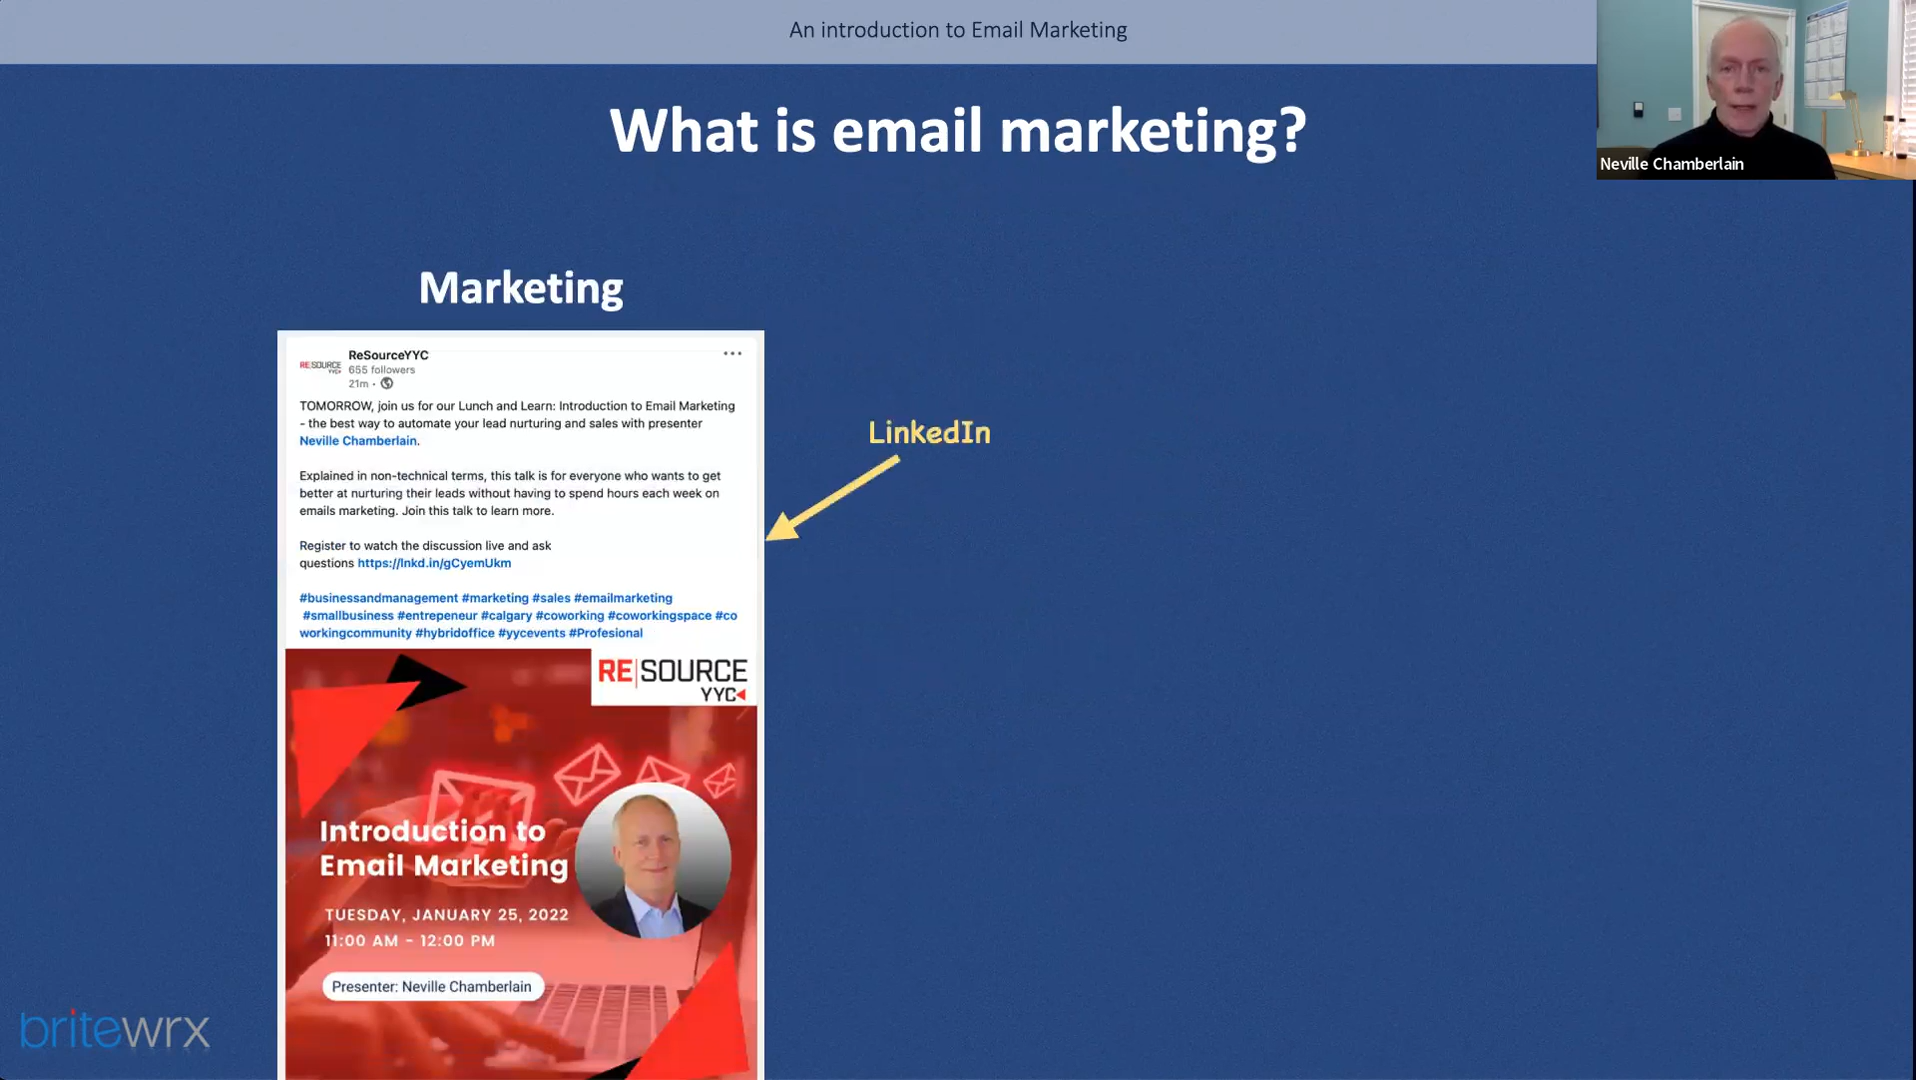 An introduction to Email Marketing
What is email marketing?
Neville Chamberlain
Marketing
RE|SOURCE
YYC
ReSourceYYC
655 followers
21m •
TOMORROW, join us for our Lunch and Learn: Introduction to Email Marketing
- the best way to automate your lead nurturing and sales with presenter
Neville Chamberlain.
Explained in non-technical terms, this talk is for everyone who wants to get
better at nurturing their leads without having to spend hours each week on
emails marketing. Join this talk to learn more.
Register to watch the discussion live and ask
questions https://lnkd.in/gCyemUkm
#businessandmanagement #marketing #sales #emailmarketing
#smallbusiness #entrepeneur #calgary #coworking #coworkingspace #co
workingcommunity #hybridoffice #yycevents #Profesional
LinkedIn
RE|SOURCE
YYC
Introduction to
Email Marketing
TUESDAY, JANUARY 25, 2022
11:00 AM - 12:00 PM
Presenter: Neville Chamberlain
britewrx